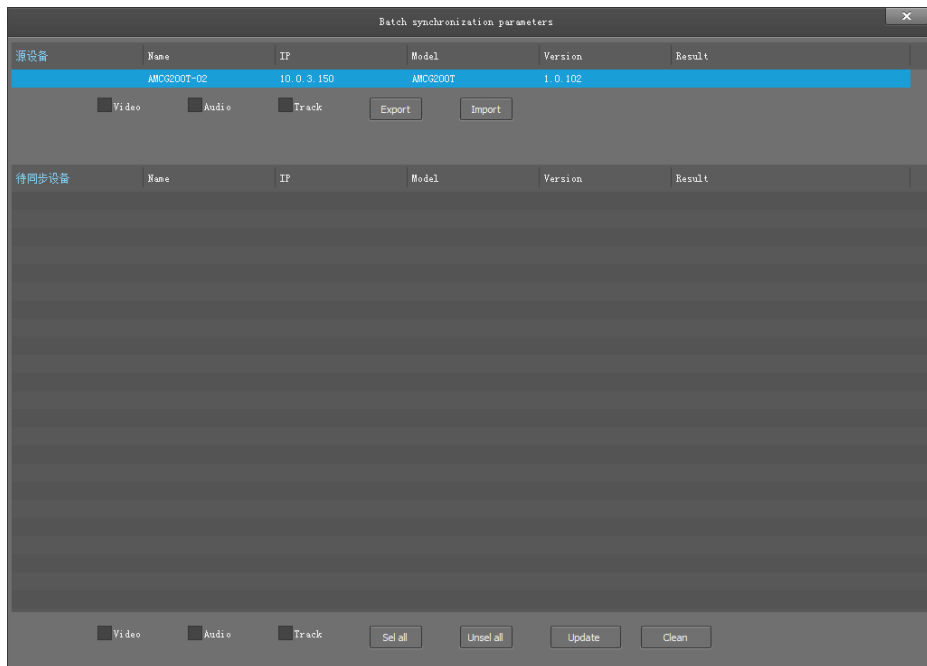 Batch synchronization parameters
源设备 Name IP Model Version Result
AMCG200T-02 10.0.3.150 AMCG200T 1.0.102
Video Audio Track Export Import
待同步设备 Name IP Model Version Result
Video Audio Track Sel all Unsel all Update Clean